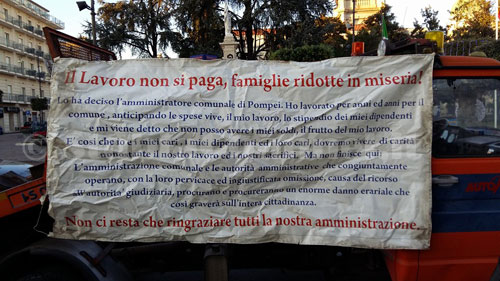 Il Lavoro non si paga, famiglie ridotte in miseria!
Lo ha deciso l'amministratore comunale di Pompei. Ho lavorato per anni ed anni per il
comune, anticipando le spese vive, il mio lavoro, lo stipendio dei miei dipendenti
e mi viene detto che non posso avere i miei soldi, il frutto del mio lavoro.
E' così che io e i miei cari, i miei dipendenti ed i loro cari, dovremo vivere di carità
nonostante il nostro lavoro ed i nostri sacrifici. Ma non finisce qui:
L'amministrazione comunale e le autorità amministrative che congiuntamente
operano, con la loro pervicace ed ingiustificata omissione, causa del ricorso
all'autorità giudiziaria, procurano e procureranno un enorme danno erariale che
così graverà sull'intera cittadinanza.
Non ci resta che ringraziare tutti la nostra amministrazione.